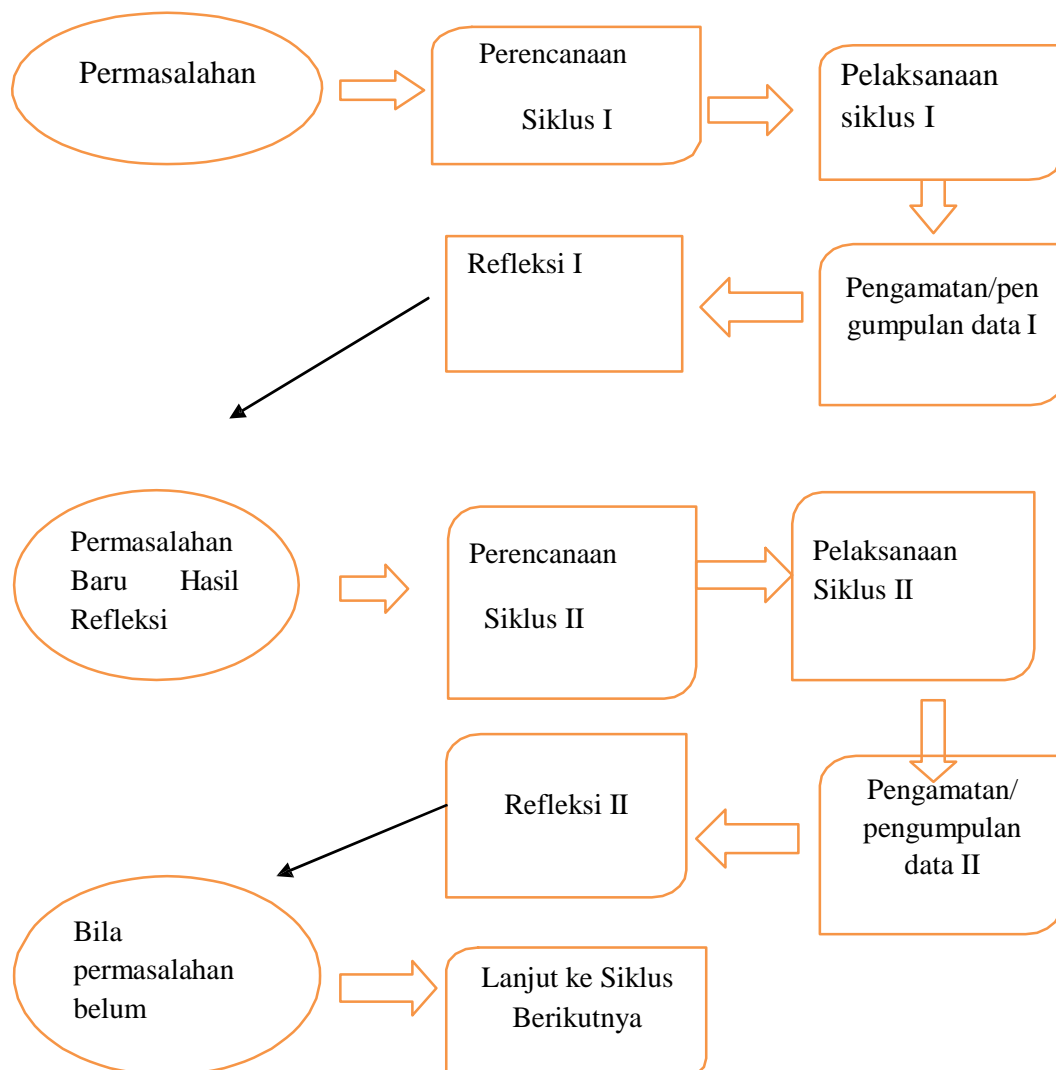 Permasalahan
Perencanaan
Siklus I
Pelaksanaan
siklus I
Refleksi I
Pengamatan/pen
gumpulan data I
Permasalahan
Baru Hasil
Refleksi
Perencanaan
Siklus II
Pelaksanaan
Siklus II
Refleksi II
Pengamatan/
pengumpulan
data II
Bila
permasalahan
belum
Lanjut ke Siklus
Berikutnya